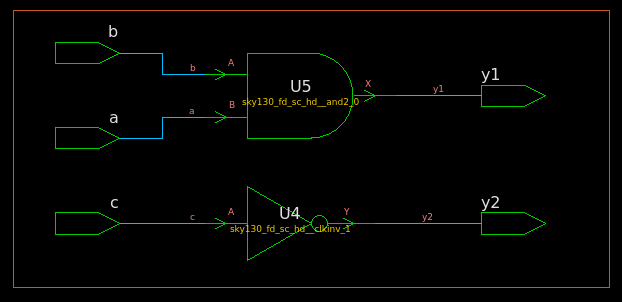 b
b
A
U5
sky130_fd_sc_hd__and2_0
X
y1
y1
a
a
B
c
c
A
U4
sky130_fd_sc_hd__clkinv_1
Y
y2
y2